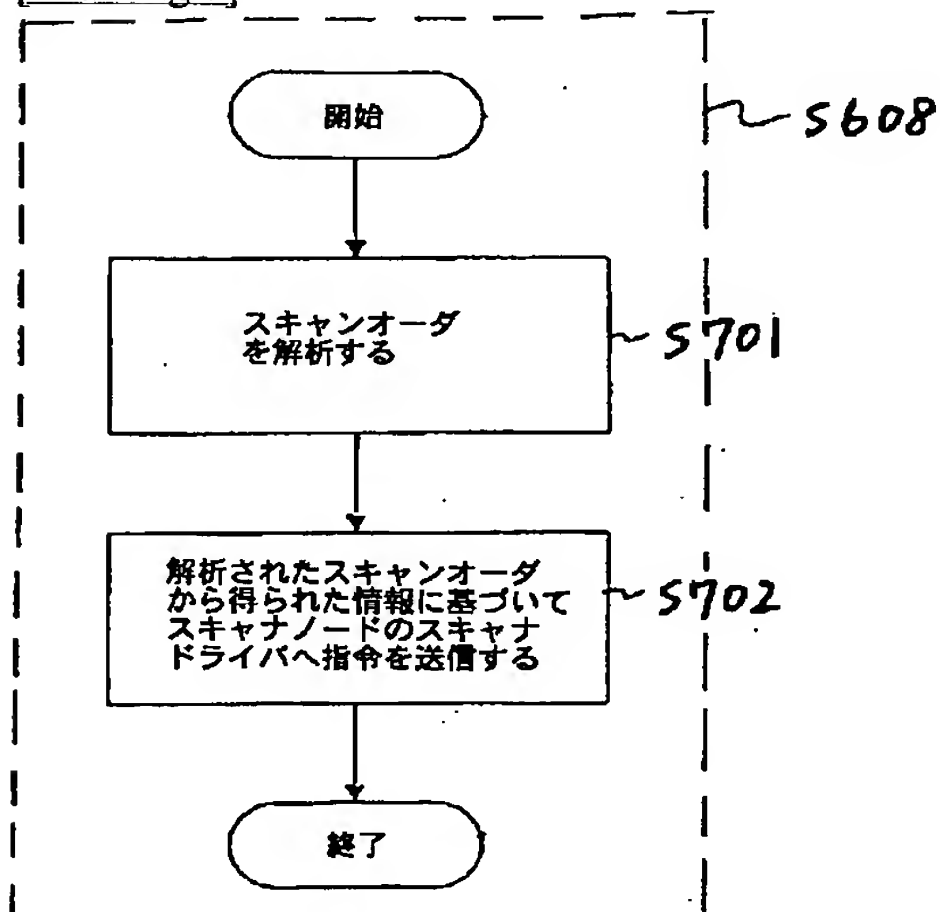 開始
S608
スキャンオーダ
を解析する
S701
解析されたスキャンオーダ
から得られた情報に基づいて
スキャナノードのスキャナ
ドライバへ指令を送信する
S702
終了